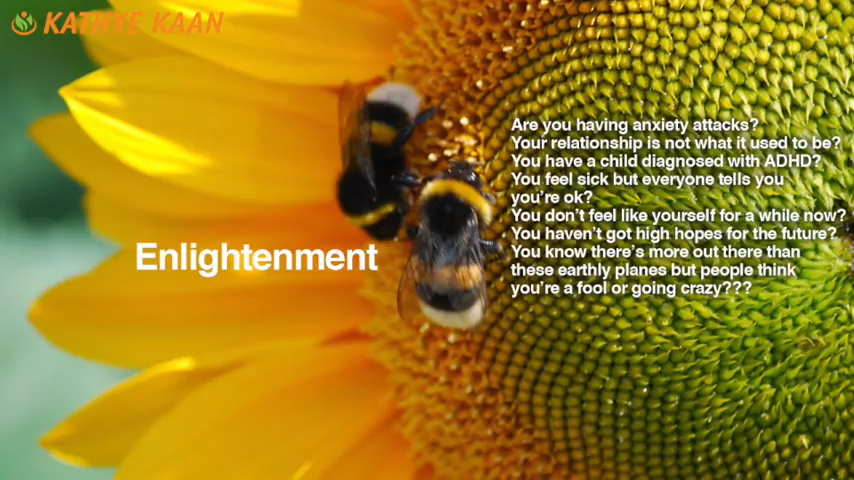 KATHYE KAAN
Enlightenment
Are you having anxiety attacks?
Your relationship is not what it used to be?
You have a child diagnosed with ADHD?
You feel sick but everyone tells you
you're ok?
You don't feel like yourself for a while now?
You haven't got high hopes for the future?
You know there's more out there than
these earthly planes but people think
you're a fool or going crazy???